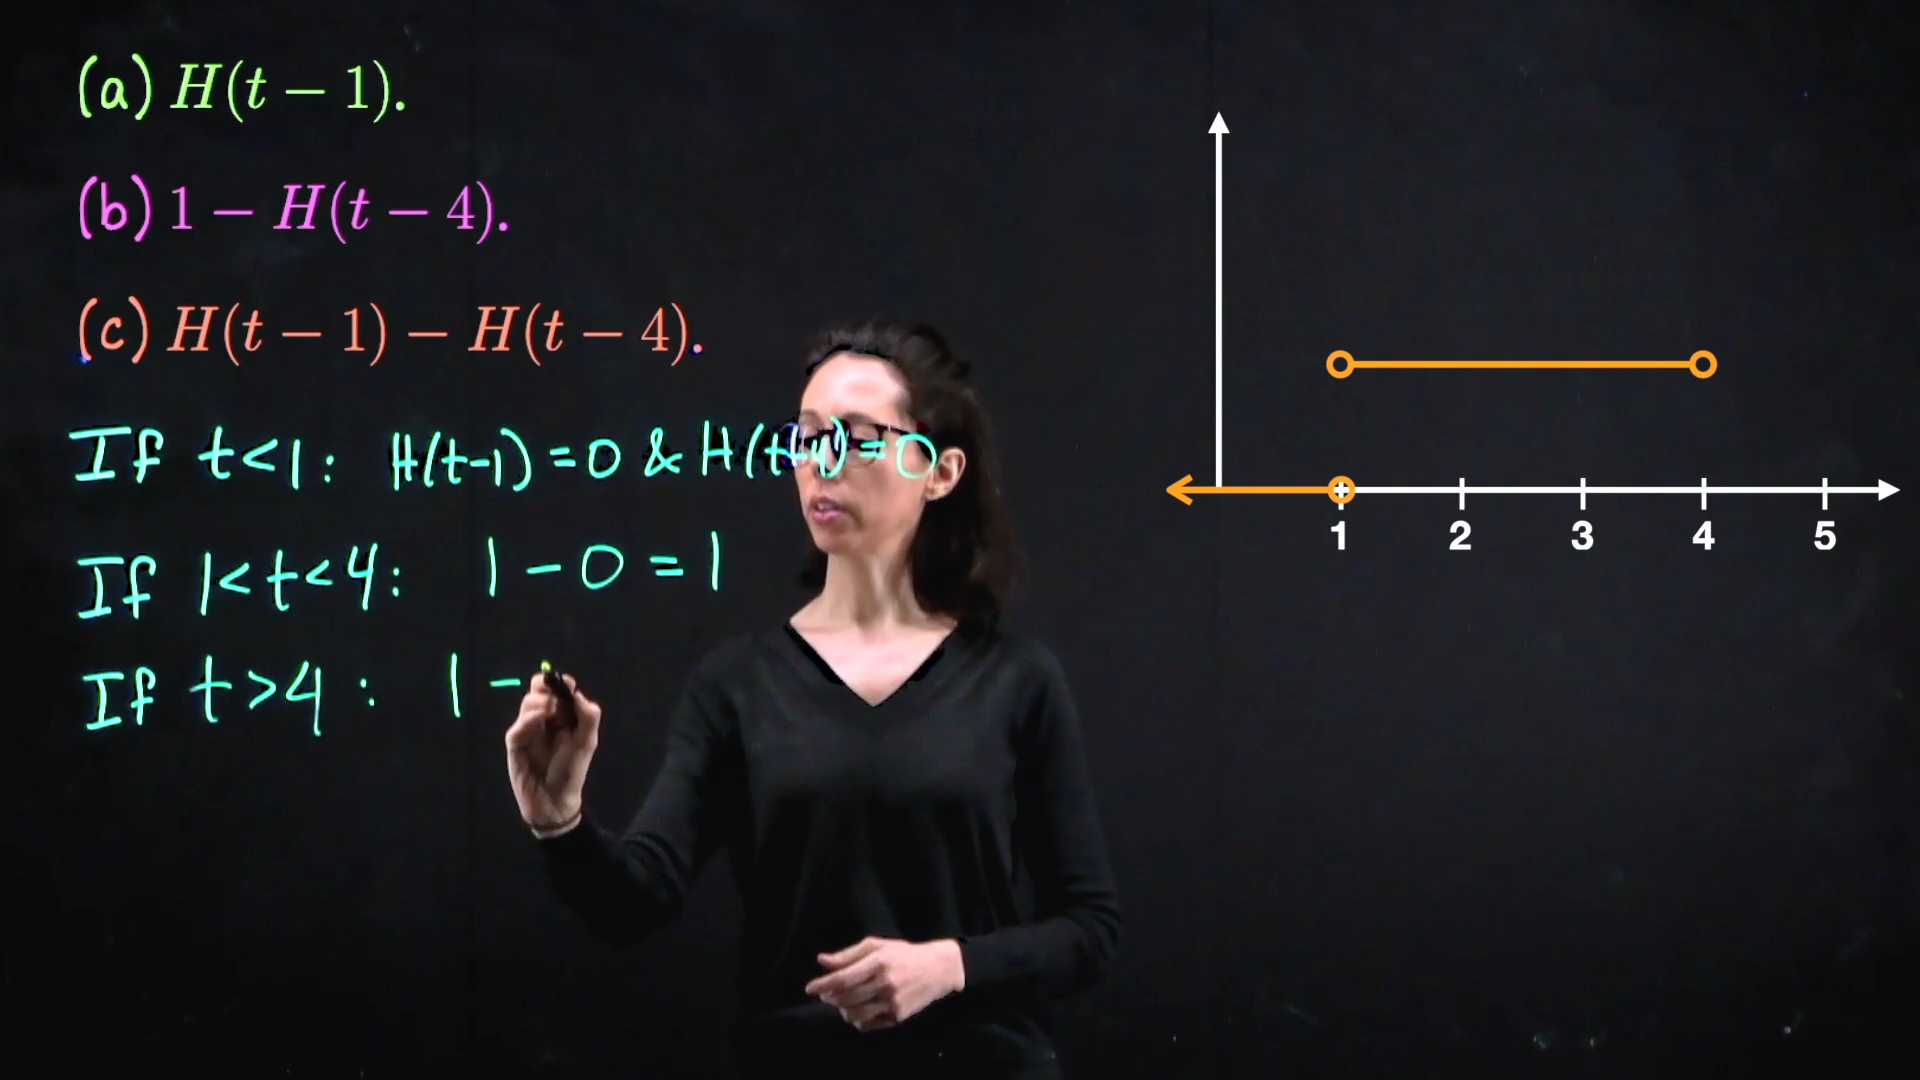 (a) H(t − 1).
(b) 1 − H(t − 4).
(c) H(t − 1) − H(t − 4).
If t<1: H(t-1)=0 & H(t-4)=0
If 1<t<4: 1 - 0 = 1
If t>4: 1 -
1 2 3 4 5